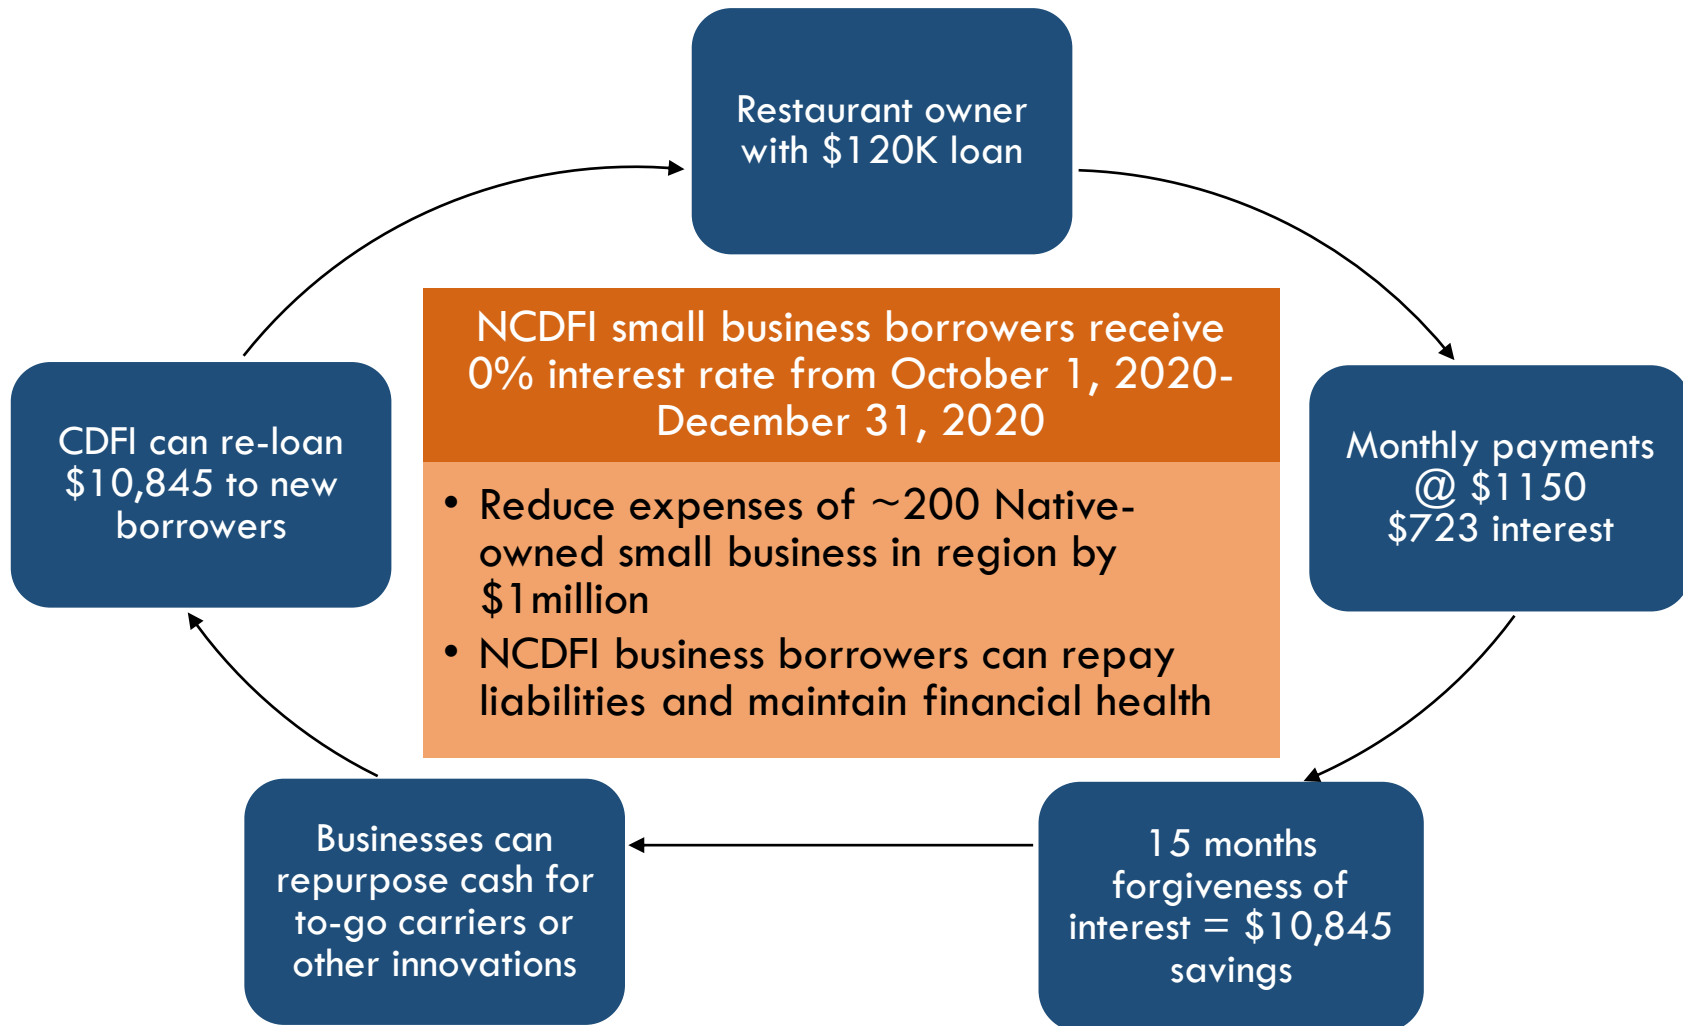 Restaurant owner
with $120K loan
Monthly payments
@ $1150
$723 interest
15 months
forgiveness of
interest = $10,845
savings
Businesses can
repurpose cash for
to-go carriers or
other innovations
CDFI can re-loan
$10,845 to new
borrowers
NCDFI small business borrowers receive
0% interest rate from October 1, 2020-
December 31, 2020
• Reduce expenses of ~200 Native-
owned small business in region by
$1million
• NCDFI business borrowers can repay
liabilities and maintain financial health